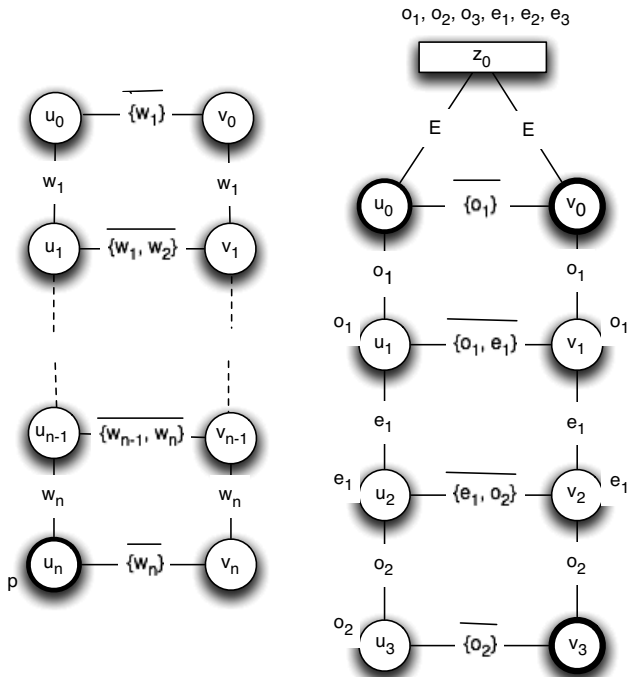 u₀ {w₁} v₀
w₁ w₁
u₁ {w₁, w₂} v₁
uₙ₋₁ {wₙ₋₁, wₙ} vₙ₋₁
wₙ wₙ
p uₙ {wₙ} vₙ
o₁, o₂, o₃, e₁, e₂, e₃
z₀
E E
u₀ {o₁} v₀
o₁ o₁
o₁ u₁ {o₁, e₁} v₁ o₁
e₁ e₁
e₁ u₂ {e₁, o₂} v₂ e₁
o₂ o₂
o₂ u₃ {o₂} v₃